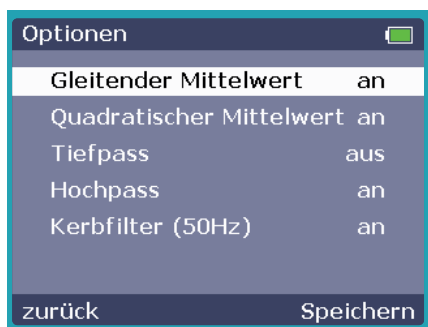 Optionen
Gleitender Mittelwert an
Quadratischer Mittelwert an
Tiefpass aus
Hochpass an
Kerbfilter (50Hz) an
zurück Speichern